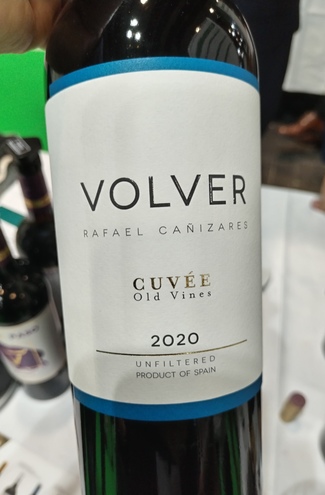 VOLVER
RAFAEL CAÑIZARES
CUVÉE
Old Vines
2020
UNFILTERED
PRODUCT OF SPAIN